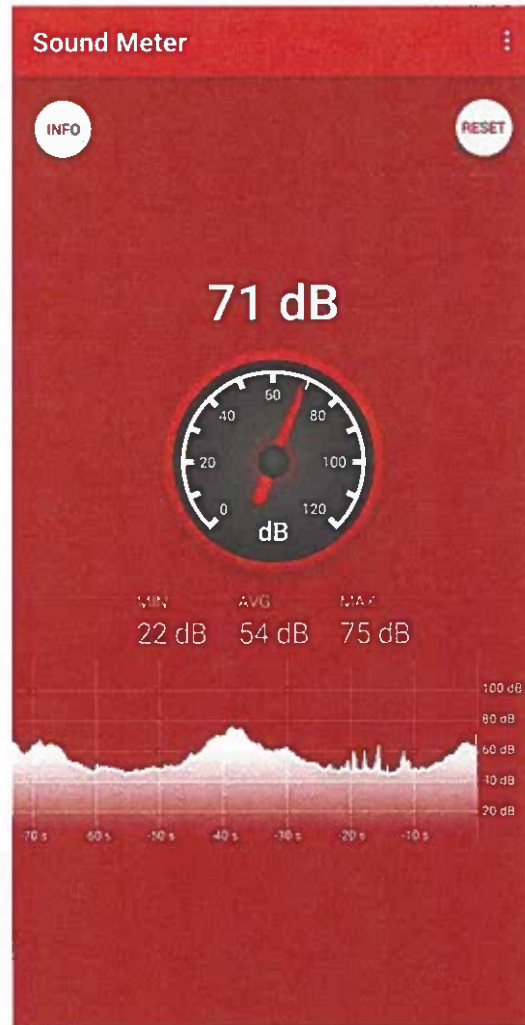 Sound Meter
INFO
RESET
71 dB
60
40
80
20
100
0
120
dB
MIN AVG MAX
22 dB 54 dB 75 dB
100 dB
80 dB
60 dB
40 dB
20 dB
-70 s -60 s -50 s -40 s -30 s -20 s -10 s